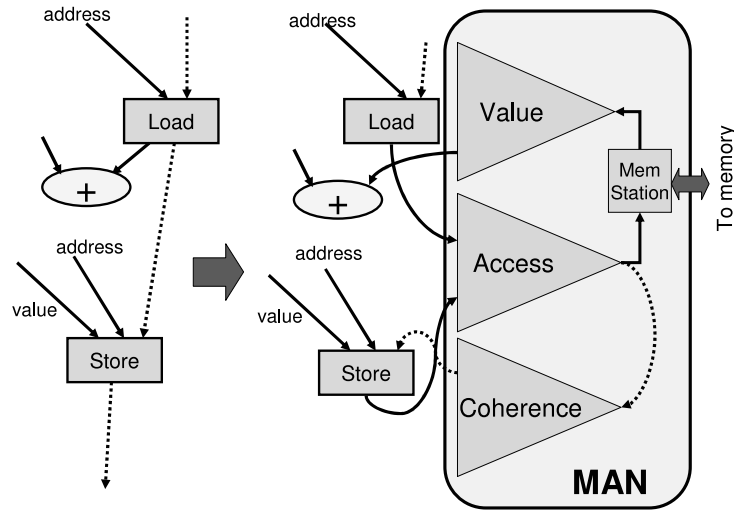 address
Load
+
address
value
Store
address
Load
+
address
value
Store
Value
Mem
Station
Access
Coherence
MAN
To memory